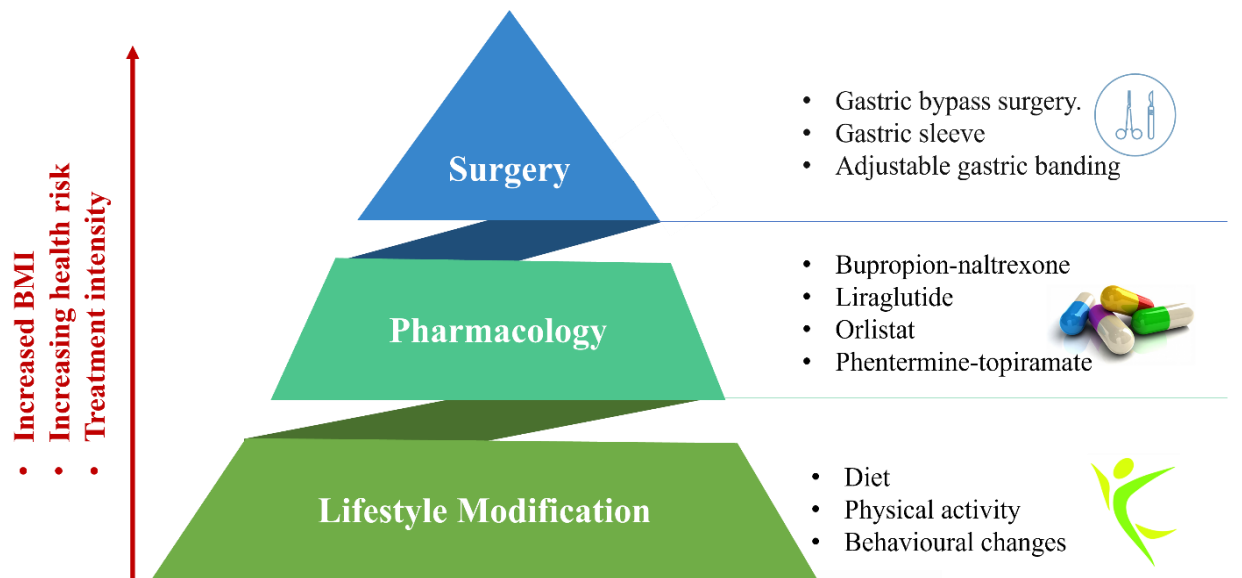 • Increased BMI
• Increasing health risk
• Treatment intensity
Surgery
• Gastric bypass surgery.
• Gastric sleeve
• Adjustable gastric banding
Pharmacology
• Bupropion-naltrexone
• Liraglutide
• Orlistat
• Phentermine-topiramate
Lifestyle Modification
• Diet
• Physical activity
• Behavioural changes